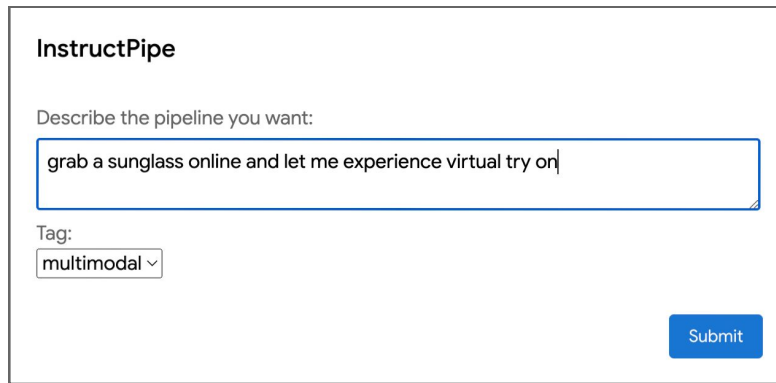 InstructPipe
Describe the pipeline you want:
grab a sunglass online and let me experience virtual try on
Tag:
multimodal
Submit